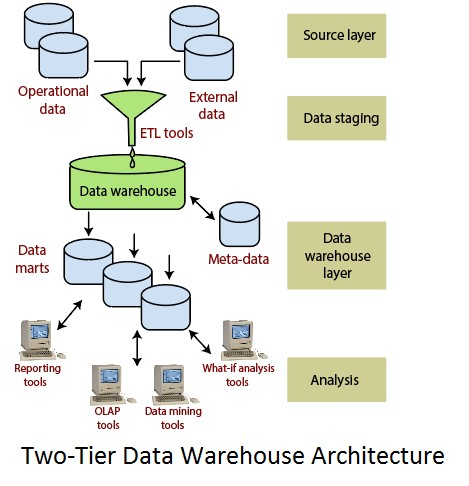 Source layer
Operational
data
External
data
ETL tools
Data staging
Data warehouse
Data
marts
Meta-data
Data
warehouse
layer
Reporting
tools
What-if analysis
tools
OLAP
tools
Data mining
tools
Analysis
Two-Tier Data Warehouse Architecture